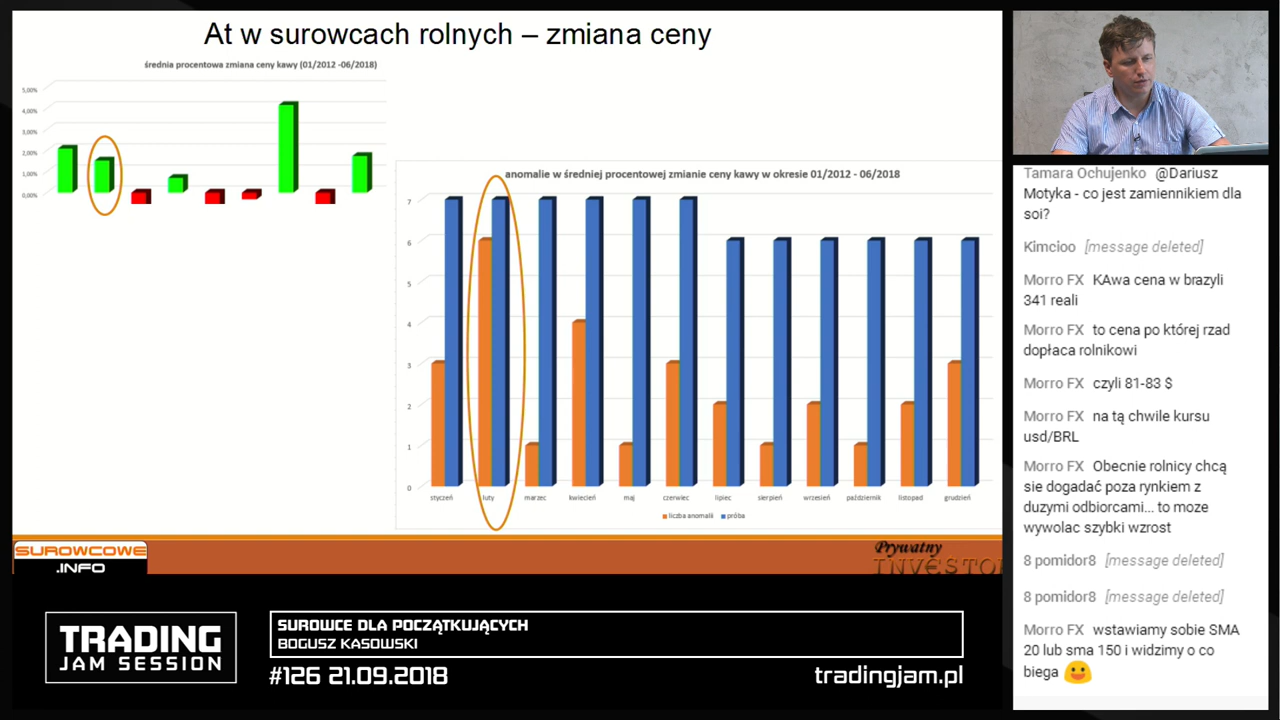 At w surowcach rolnych – zmiana ceny
średnia procentowa zmiana ceny kawy (01/2012 -06/2018)
5,00%
4,00%
3,00%
2,00%
1,00%
0,00%
anomalie w średniej procentowej zmianie ceny kawy w okresie 01/2012 - 06/2018
7
6
5
4
3
2
1
0
styczeń luty marzec kwiecień maj czerwiec lipiec sierpień wrzesień październik listopad grudzień
liczba anomalii próba
SUROWCOWE
.INFO
Prywatny
INVESTO
TRADING
JAM SESSION
SUROWCE DLA POCZĄTKUJĄCYCH
BOGUSZ KASOWSKI
#126 21.09.2018
tradingjam.pl
Tamara Ochujenko @Dariusz
Motyka - co jest zamiennikiem dla
soi?
Kimcioo [message deleted]
Morro FX KAwa cena w brazyli
341 reali
Morro FX to cena po której rzad
dopłaca rolnikowi
Morro FX czyli 81-83 $
Morro FX na tą chwile kursu
usd/BRL
Morro FX Obecnie rolnicy chcą
sie dogadać poza rynkiem z
duzymi odbiorcami... to moze
wywolac szybki wzrost
8 pomidor8 [message deleted]
8 pomidor8 [message deleted]
Morro FX wstawiamy sobie SMA
20 lub sma 150 i widzimy o co
biega